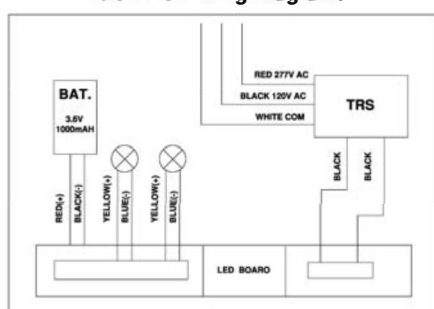 RED 277V AC
BLACK 120V AC
WHITE COM
TRS
BAT.
3.6V
1000mAH
RED(+)
BLACK(-)
YELLOW(+)
BLUE(-)
YELLOW(+)
BLUE(-)
BLACK
BLACK
LED BOARD